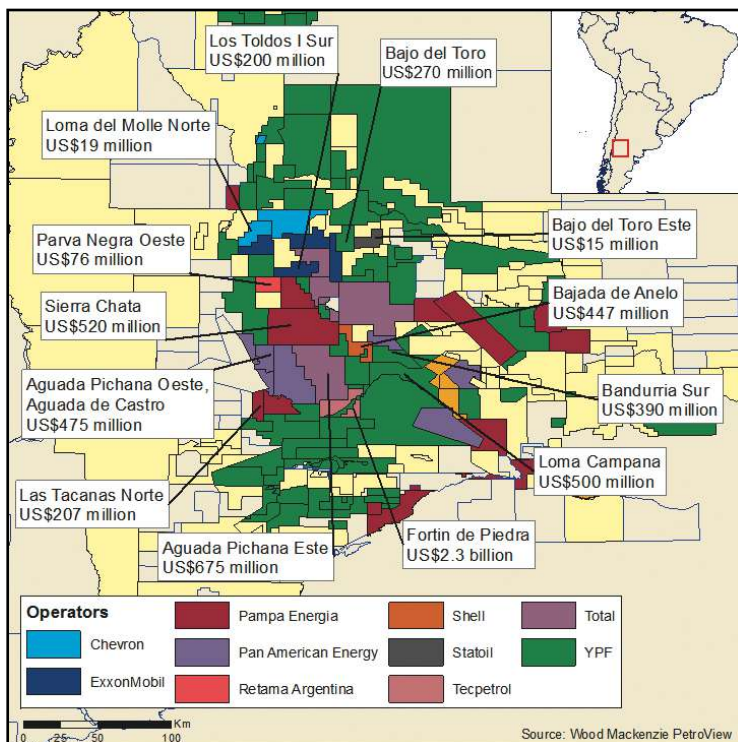 Los Toldos I Sur
US$200 million
Bajo del Toro
US$270 million
Loma del Molle Norte
US$19 million
Parva Negra Oeste
US$76 million
Bajo del Toro Este
US$15 million
Sierra Chata
US$520 million
Bajada de Anelo
US$447 million
Aguada Pichana Oeste,
Aguada de Castro
US$475 million
Bandurria Sur
US$390 million
Loma Campana
US$500 million
Las Tacanas Norte
US$207 million
Aguada Pichana Este
US$675 million
Fortin de Piedra
US$2.3 billion
Operators
Chevron
ExxonMobil
Pampa Energia
Pan American Energy
Retama Argentina
Shell
Statoil
Tecpetrol
Total
YPF
Km
0 25 50 100
Source: Wood Mackenzie PetroView